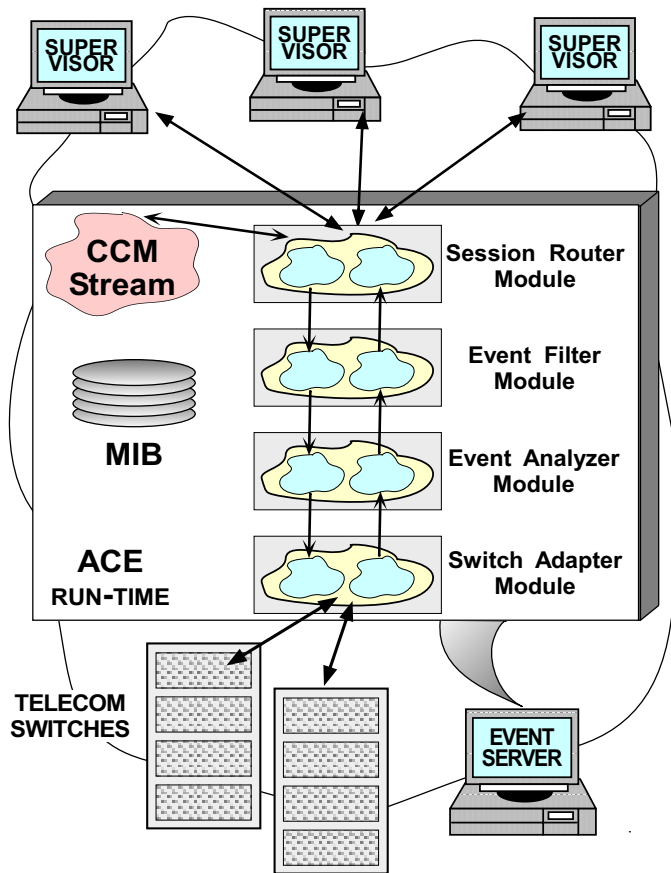 SUPER
VISOR
SUPER
VISOR
SUPER
VISOR
CCM
Stream
Session Router
Module
Event Filter
Module
MIB
Event Analyzer
Module
ACE
RUN-TIME
Switch Adapter
Module
TELECOM
SWITCHES
EVENT
SERVER
.